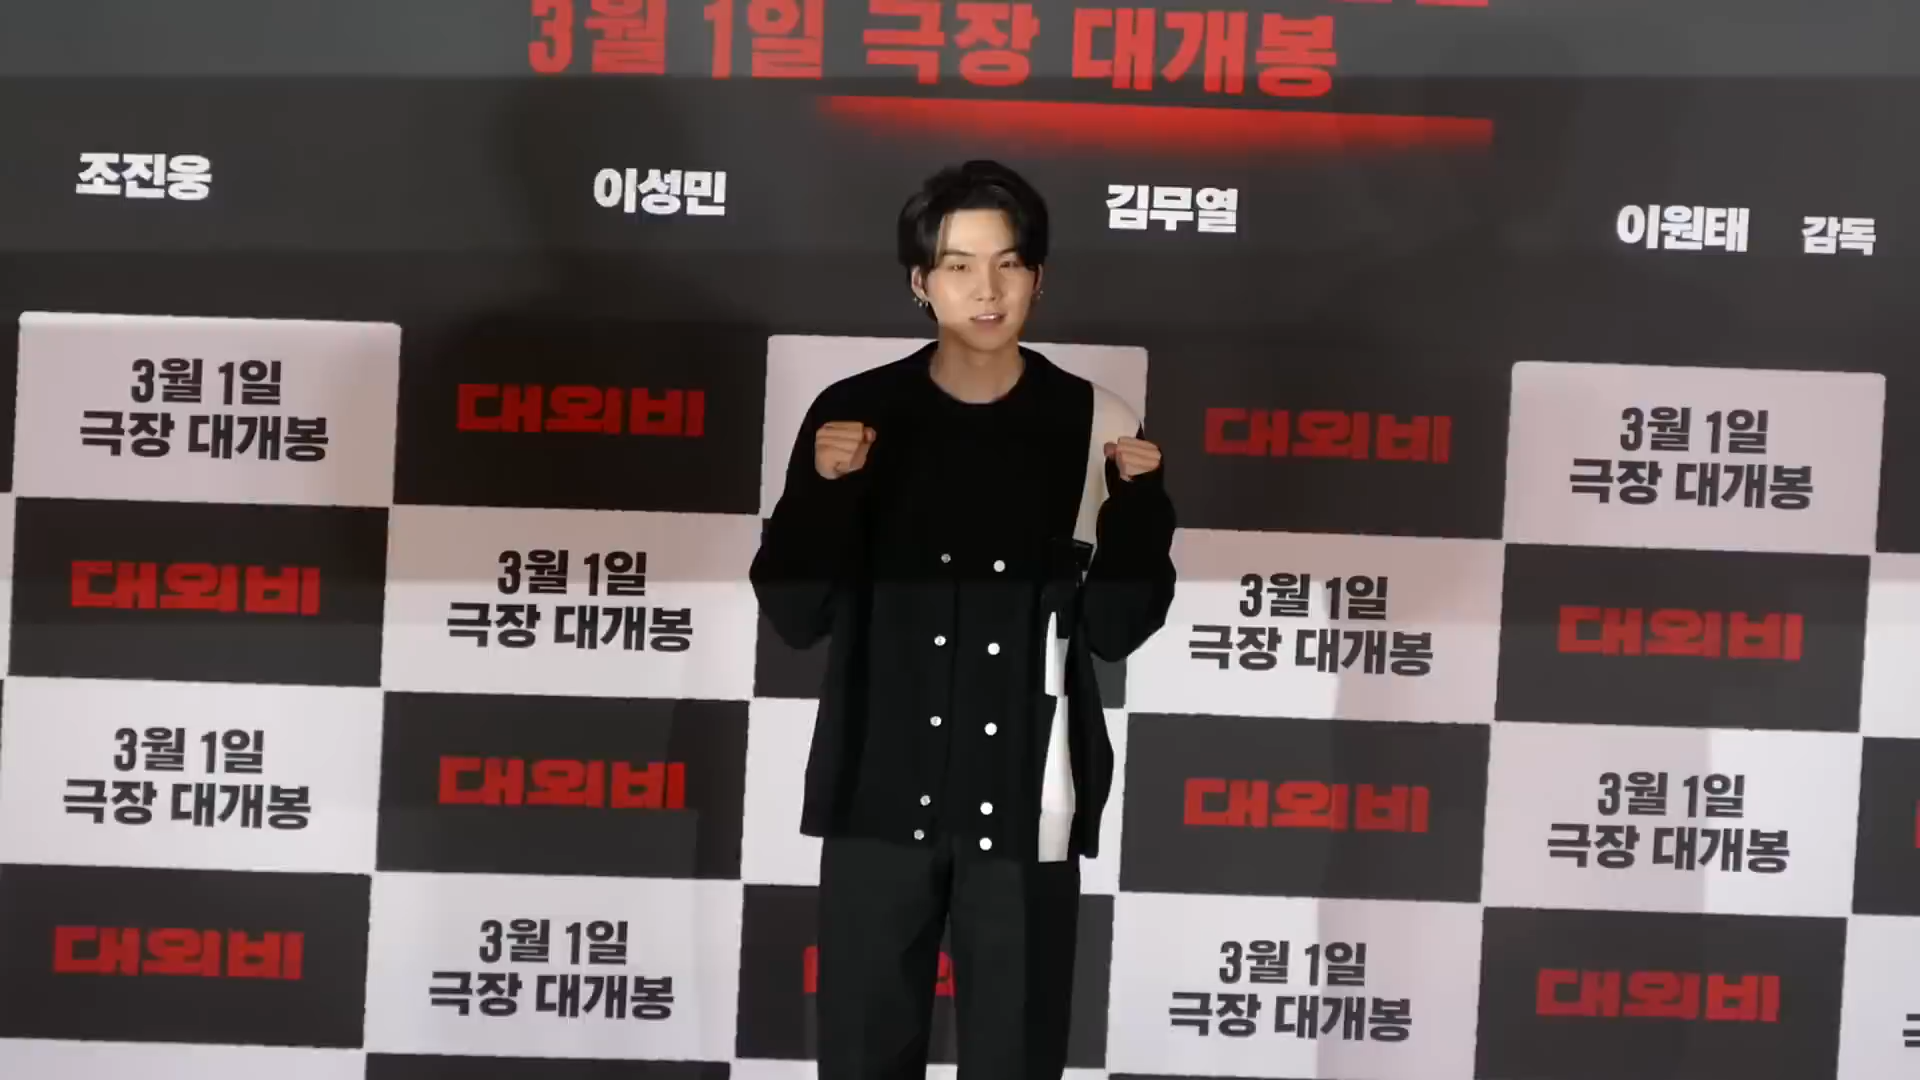 3월 1일 극장 대개봉
조진웅
이성민
김무열
이원태 감독
3월 1일
극장 대개봉
대외비
대외비
3월 1일
극장 대개봉
대외비
3월 1일
극장 대개봉
3월 1일
극장 대개봉
대외비
3월 1일
극장 대개봉
대외비
대외비
3월 1일
극장 대개봉
대외비
3월 1일
극장 대개봉
3월 1일
극장 대개봉
대외비